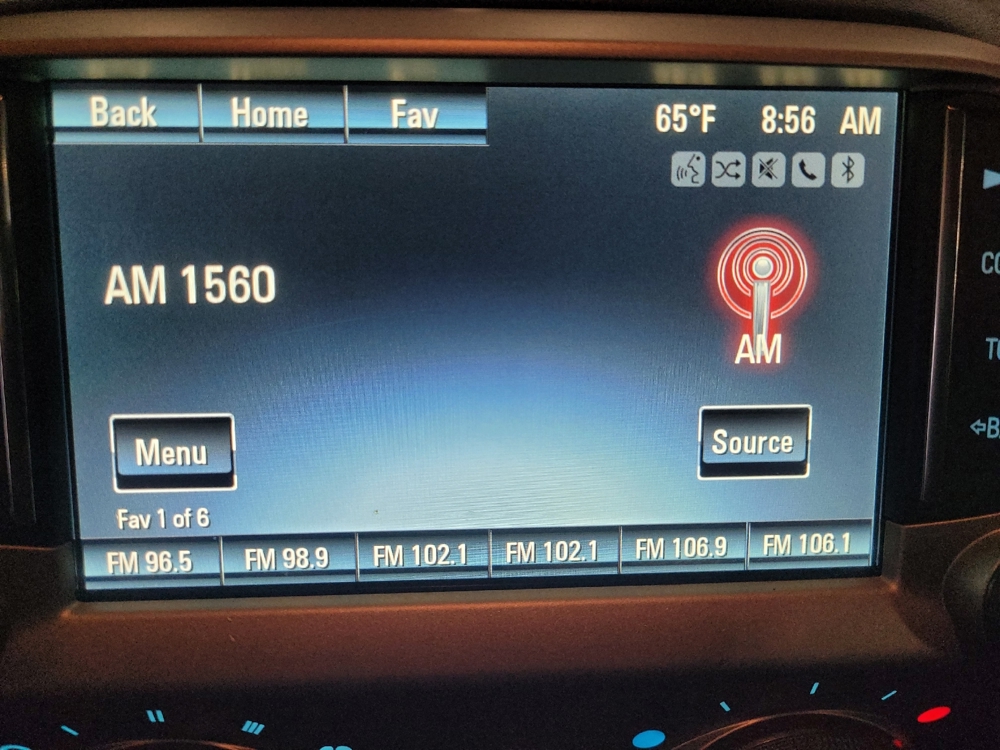 Back Home Fav 65°F 8:56 AM
AM 1560
AM
Menu Source
Fav 1 of 6
FM 96.5 FM 98.9 FM 102.1 FM 102.1 FM 106.9 FM 106.1